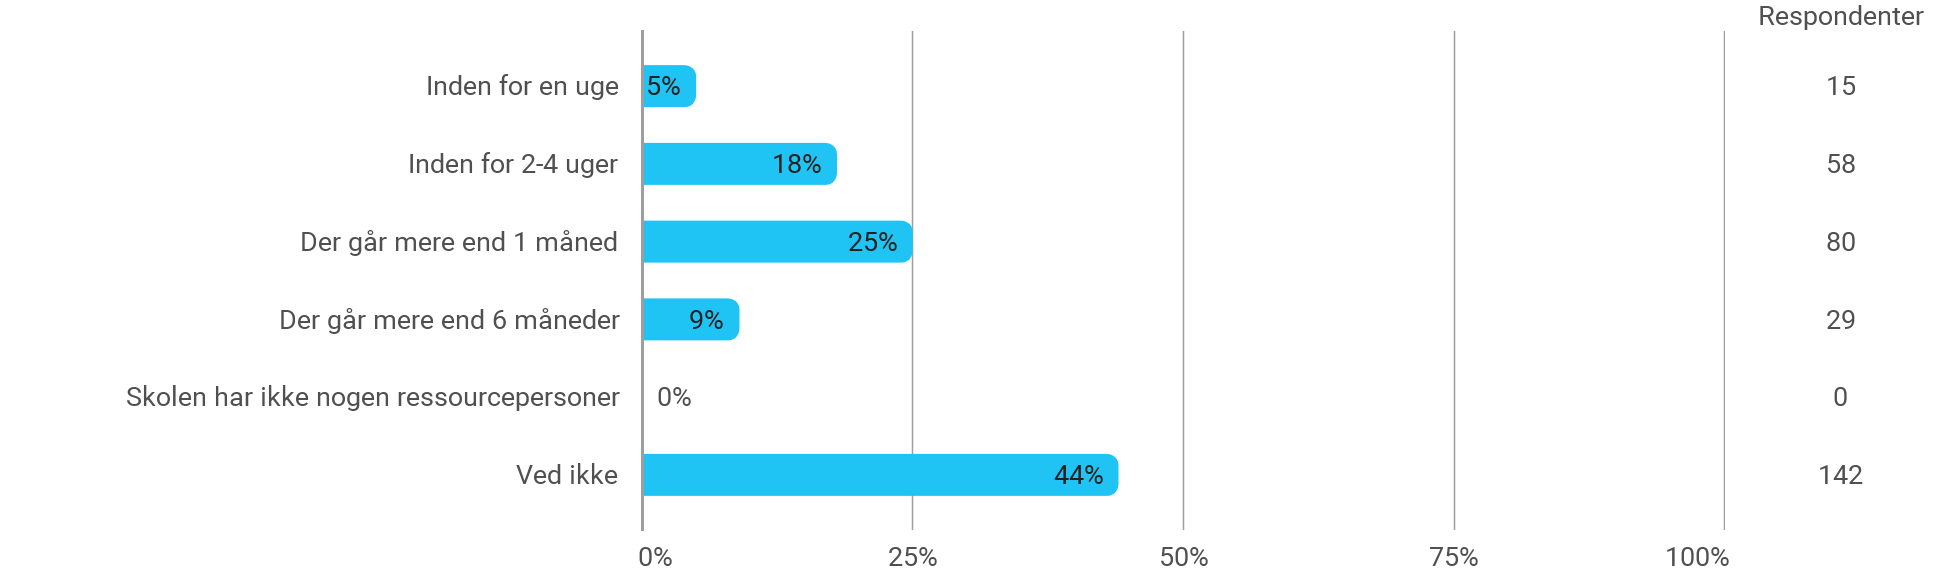 Respondenter
Inden for en uge 5% 15
Inden for 2-4 uger 18% 58
Der går mere end 1 måned 25% 80
Der går mere end 6 måneder 9% 29
Skolen har ikke nogen ressourcepersoner 0% 0
Ved ikke 44% 142
0% 25% 50% 75% 100%